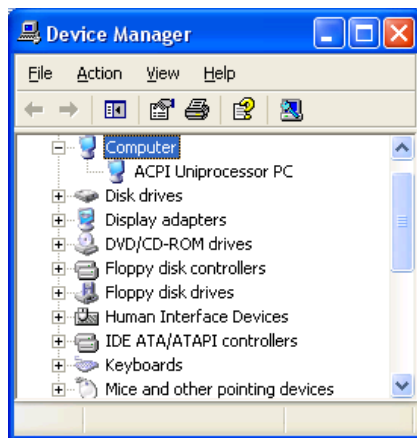 Device Manager
File Action View Help
Computer
ACPI Uniprocessor PC
Disk drives
Display adapters
DVD/CD-ROM drives
Floppy disk controllers
Floppy disk drives
Human Interface Devices
IDE ATA/ATAPI controllers
Keyboards
Mice and other pointing devices